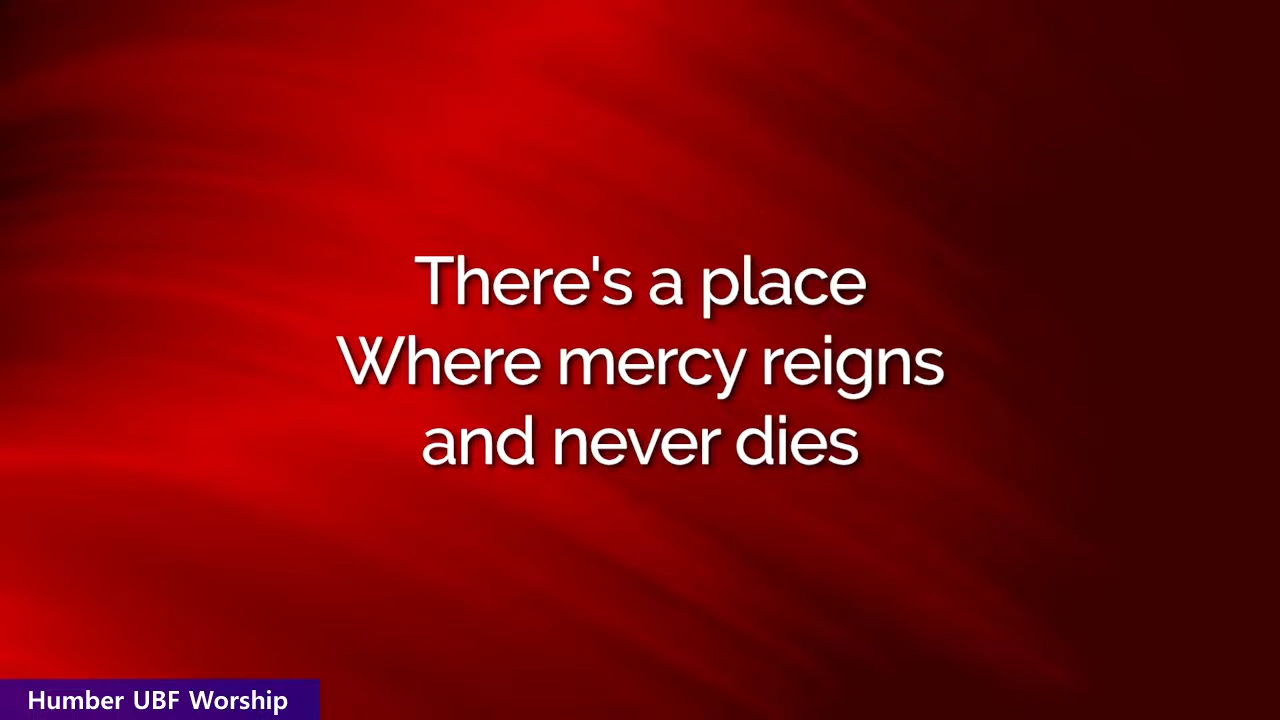 There's a place
Where mercy reigns
and never dies
Humber UBF Worship